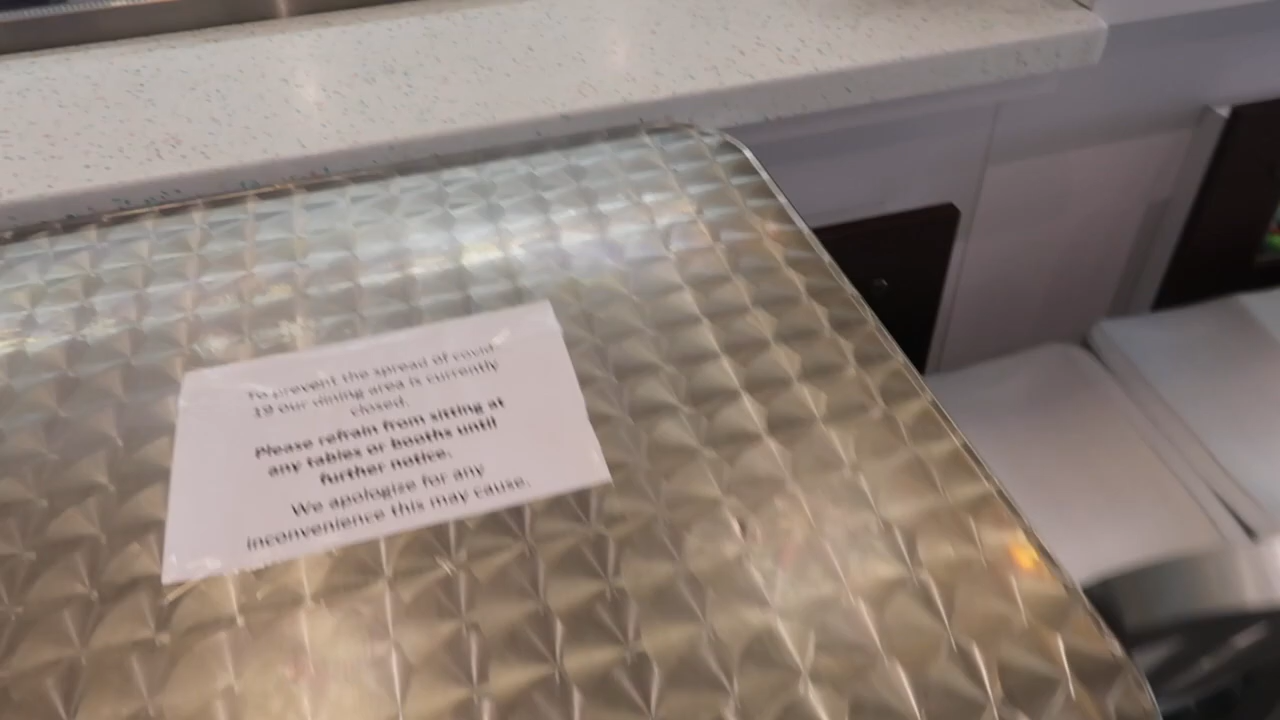 To prevent the spread of covid-
19 our dining area is currently
closed.
Please refrain from sitting at
any tables or booths until
further notice.
We apologise for any
inconvenience this may cause.